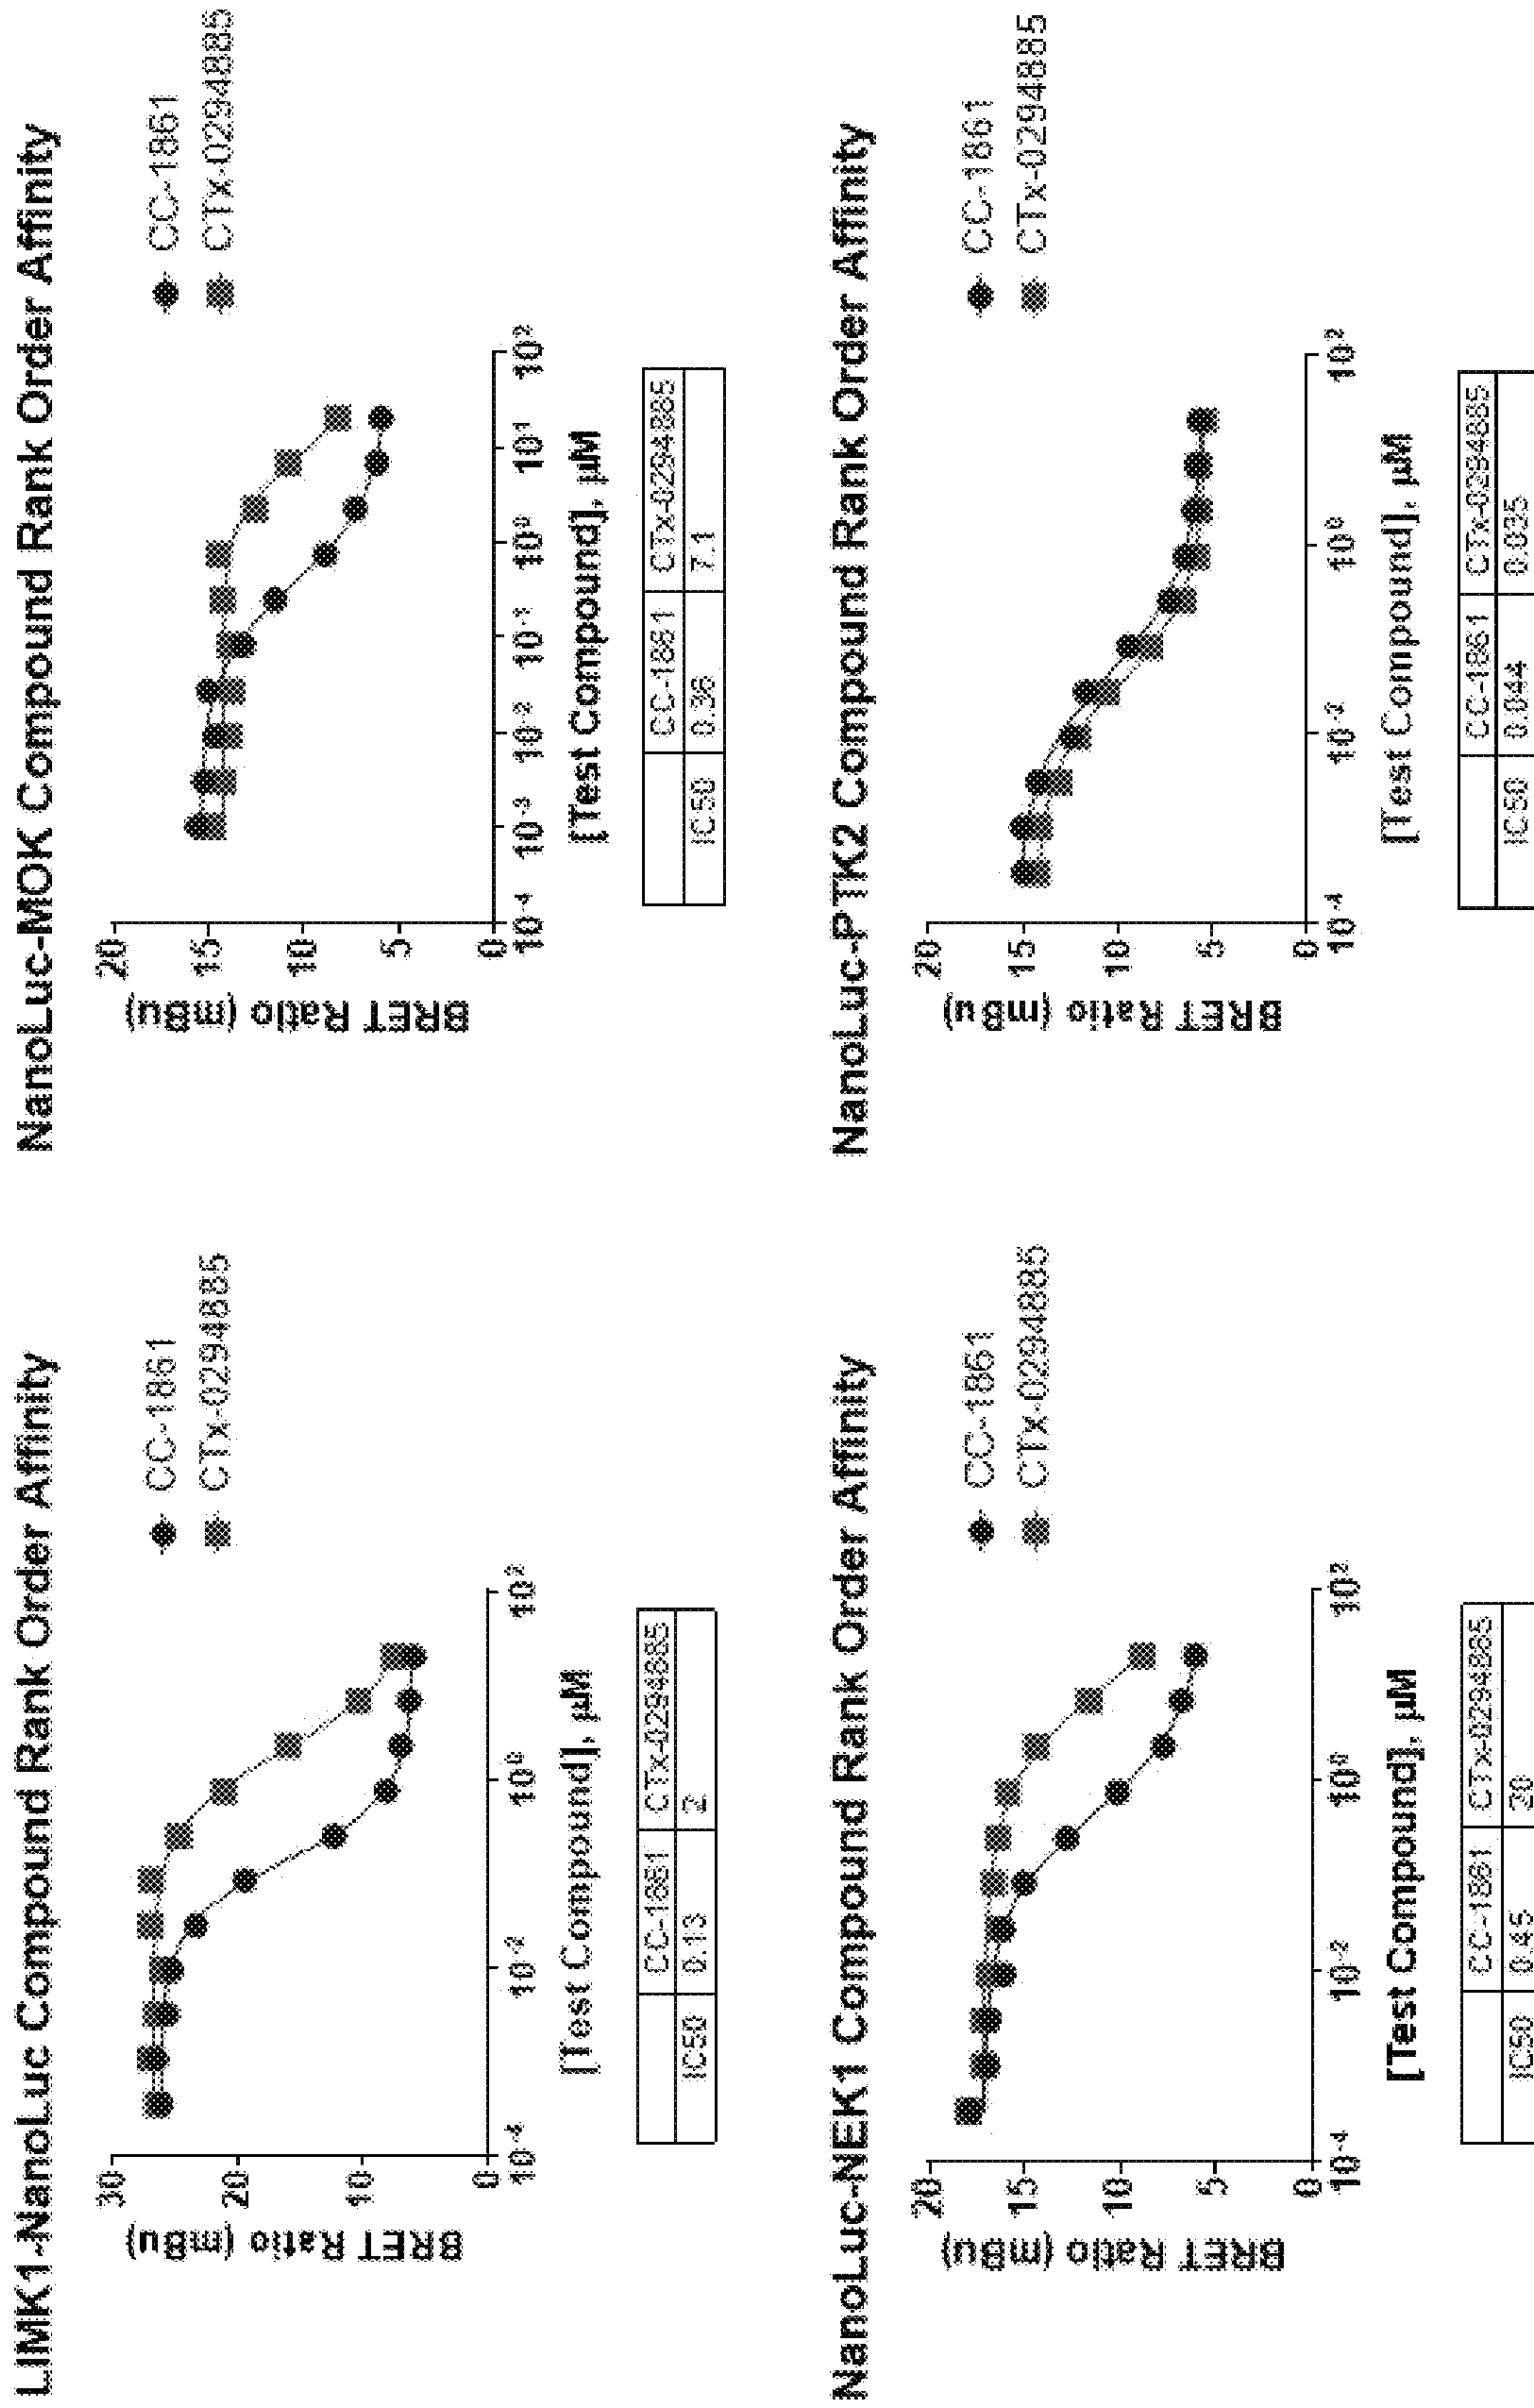 LIMK1-NanoLuc Compound Rank Order Affinity
BRET Ratio (mBu)
30
20
10
0
10-4
10-2
100
102
[Test Compound], µM
CC-1861
CTx-0294885
CC-1861 CTx-0294885
IC50 0.13 2
NanoLuc-MOK Compound Rank Order Affinity
BRET Ratio (mBu)
20
15
10
5
0
10-4
10-3
10-2
10-1
100
101
102
[Test Compound], µM
CC-1861
CTx-0294885
CC-1861 CTx-0294885
IC50 0.36 7.1
NanoLuc-NEK1 Compound Rank Order Affinity
BRET Ratio (mBu)
20
15
10
5
0
10-4
10-2
100
102
[Test Compound], µM
CC-1861
CTx-0294885
CC-1861 CTx-0294885
IC50 0.45
NanoLuc-PTK2 Compound Rank Order Affinity
BRET Ratio (mBu)
20
15
10
5
0
10-4
10-2
100
102
[Test Compound], µM
CC-1861
CTx-0294885
CC-1861 CTx-0294885
IC50 0.044